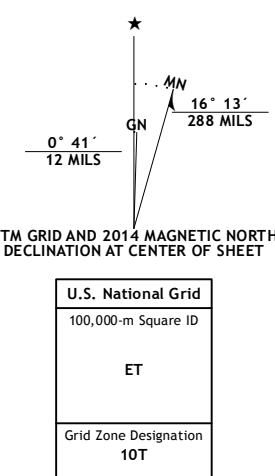 ★
MN
16° 13´
288 MILS
GN
0° 41´
12 MILS
TM GRID AND 2014 MAGNETIC NORTH
DECLINATION AT CENTER OF SHEET
U.S. National Grid
100,000-m Square ID
ET
Grid Zone Designation
10T